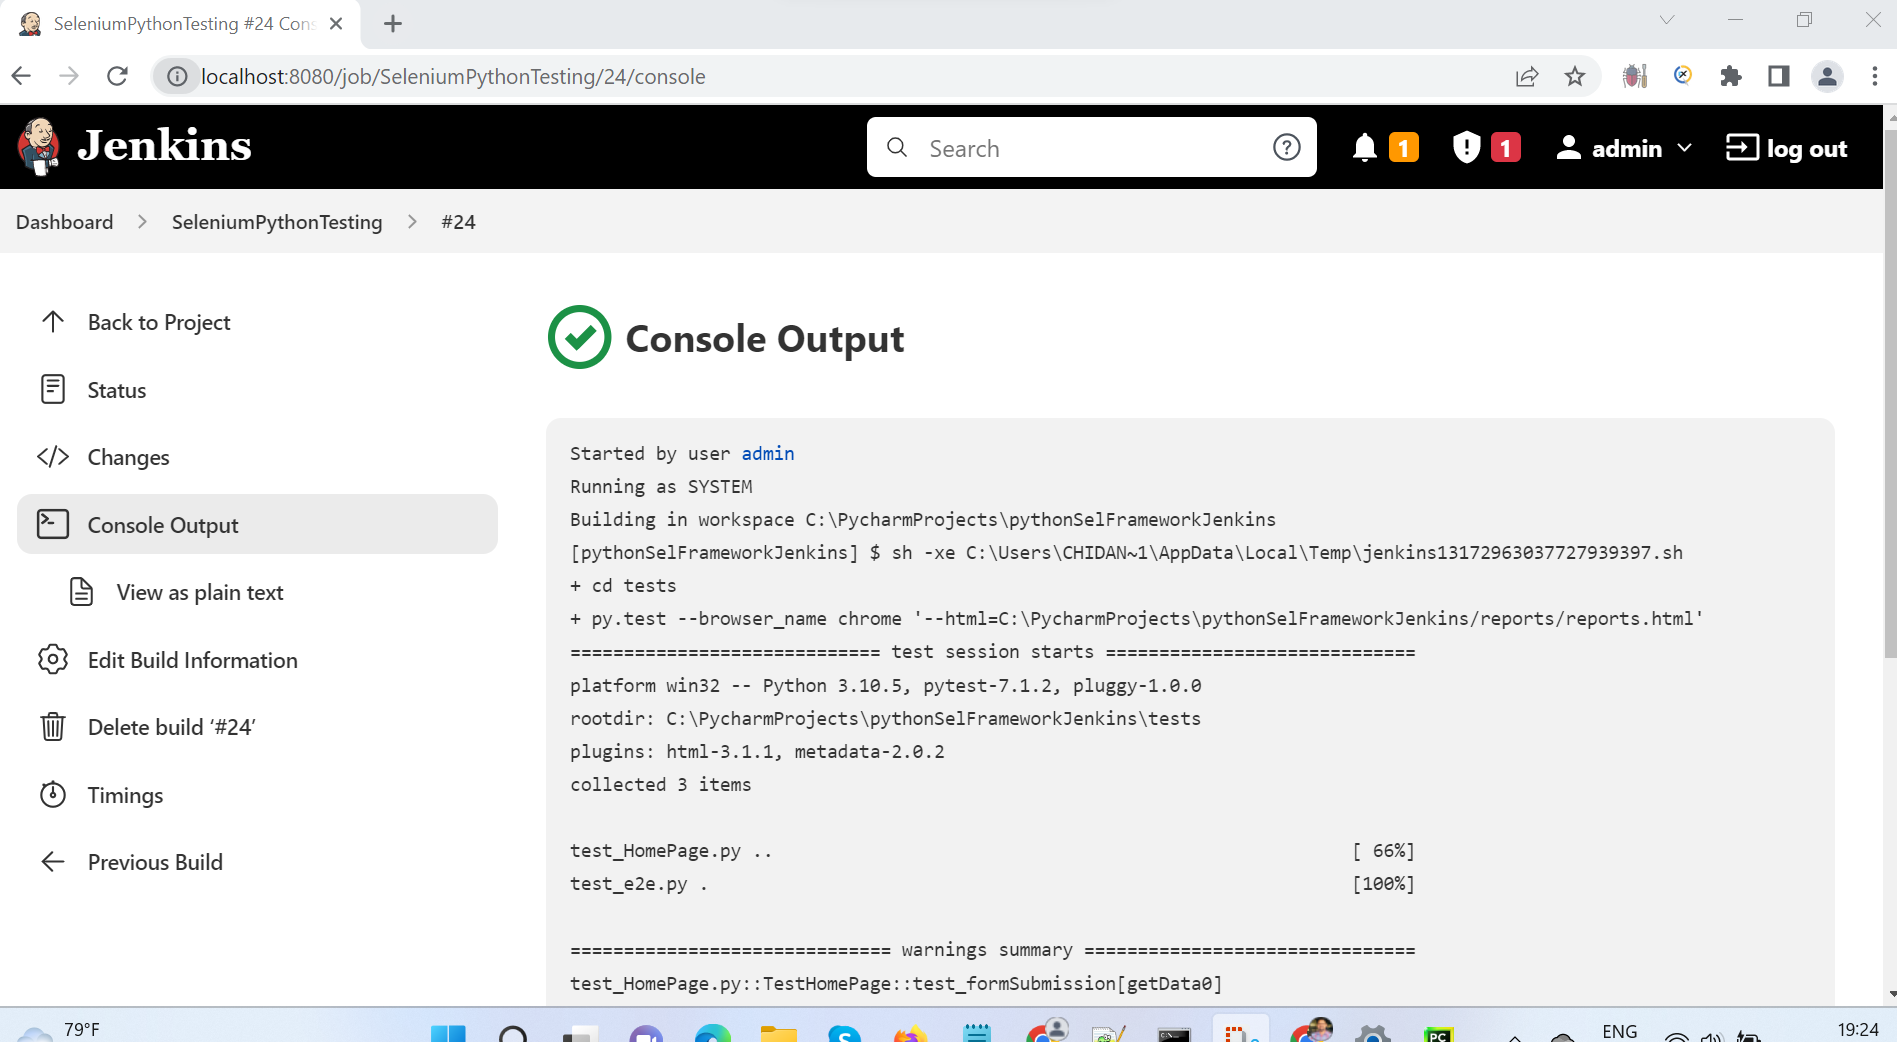 SeleniumPythonTesting #24 Cons
localhost:8080/job/SeleniumPythonTesting/24/console
Jenkins
Search
1
1
admin
log out
Dashboard
SeleniumPythonTesting
#24
Back to Project
Status
Changes
Console Output
View as plain text
Edit Build Information
Delete build ‘#24’
Timings
Previous Build
Console Output
Started by user admin
Running as SYSTEM
Building in workspace C:\PycharmProjects\pythonSelFrameworkJenkins
[pythonSelFrameworkJenkins] $ sh -xe C:\Users\CHIDAN~1\AppData\Local\Temp\jenkins13172963037727939397.sh
+ cd tests
+ py.test --browser_name chrome '--html=C:\PycharmProjects\pythonSelFrameworkJenkins/reports/reports.html'
============================= test session starts =============================
platform win32 -- Python 3.10.5, pytest-7.1.2, pluggy-1.0.0
rootdir: C:\PycharmProjects\pythonSelFrameworkJenkins\tests
plugins: html-3.1.1, metadata-2.0.2
collected 3 items
test_HomePage.py .. [ 66%]
test_e2e.py . [100%]
============================== warnings summary ===============================
test_HomePage.py::TestHomePage::test_formSubmission[getData0]
79°F
PC
ENG
19:24